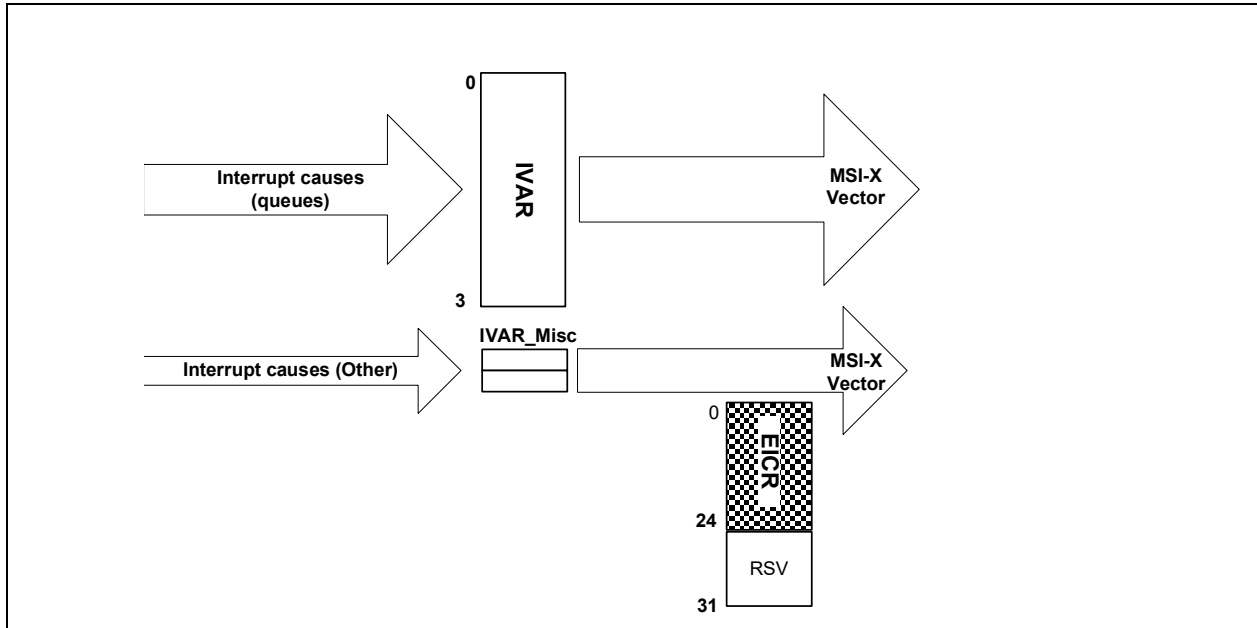 0
IVAR
Interrupt causes
(queues)
MSI-X
Vector
3
IVAR_Misc
Interrupt causes (Other)
MSI-X
Vector
0
EICR
24
RSV
31